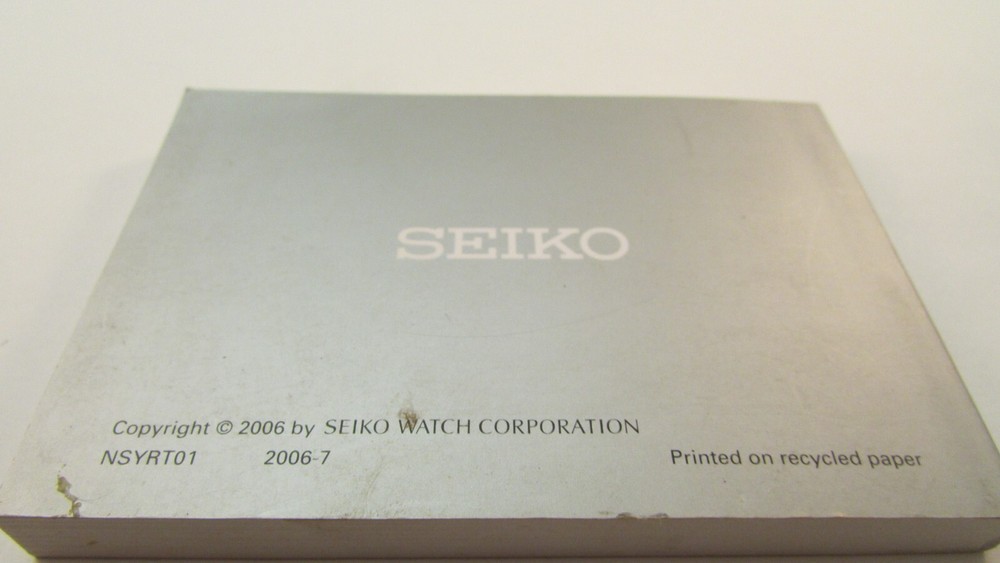 SEIKO
Copyright © 2006 by SEIKO WATCH CORPORATION
NSYRT01 2006-7 Printed on recycled paper